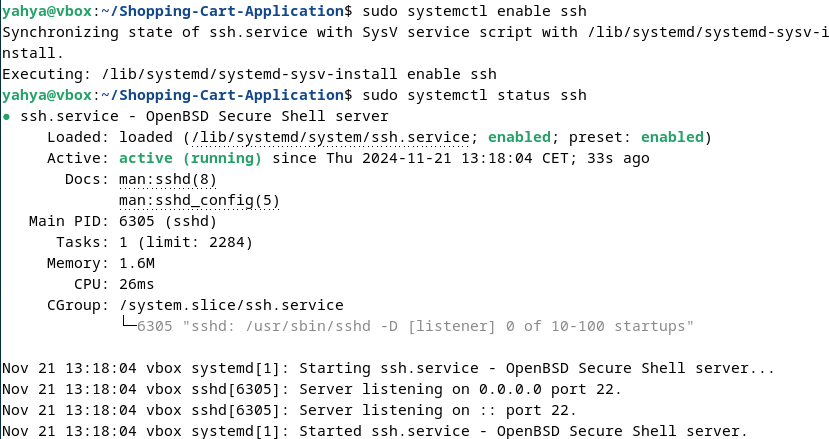 yahya@vbox:~/Shopping-Cart-Application$ sudo systemctl enable ssh
Synchronizing state of ssh.service with SysV service script with /lib/systemd/systemd-sysv-i
nstall.
Executing: /lib/systemd/systemd-sysv-install enable ssh
yahya@vbox:~/Shopping-Cart-Application$ sudo systemctl status ssh
● ssh.service - OpenBSD Secure Shell server
     Loaded: loaded (/lib/systemd/system/ssh.service; enabled; preset: enabled)
     Active: active (running) since Thu 2024-11-21 13:18:04 CET; 33s ago
       Docs: man:sshd(8)
             man:sshd_config(5)
   Main PID: 6305 (sshd)
      Tasks: 1 (limit: 2284)
     Memory: 1.6M
        CPU: 26ms
     CGroup: /system.slice/ssh.service
             └─6305 "sshd: /usr/sbin/sshd -D [listener] 0 of 10-100 startups"

Nov 21 13:18:04 vbox systemd[1]: Starting ssh.service - OpenBSD Secure Shell server...
Nov 21 13:18:04 vbox sshd[6305]: Server listening on 0.0.0.0 port 22.
Nov 21 13:18:04 vbox sshd[6305]: Server listening on :: port 22.
Nov 21 13:18:04 vbox systemd[1]: Started ssh.service - OpenBSD Secure Shell server.